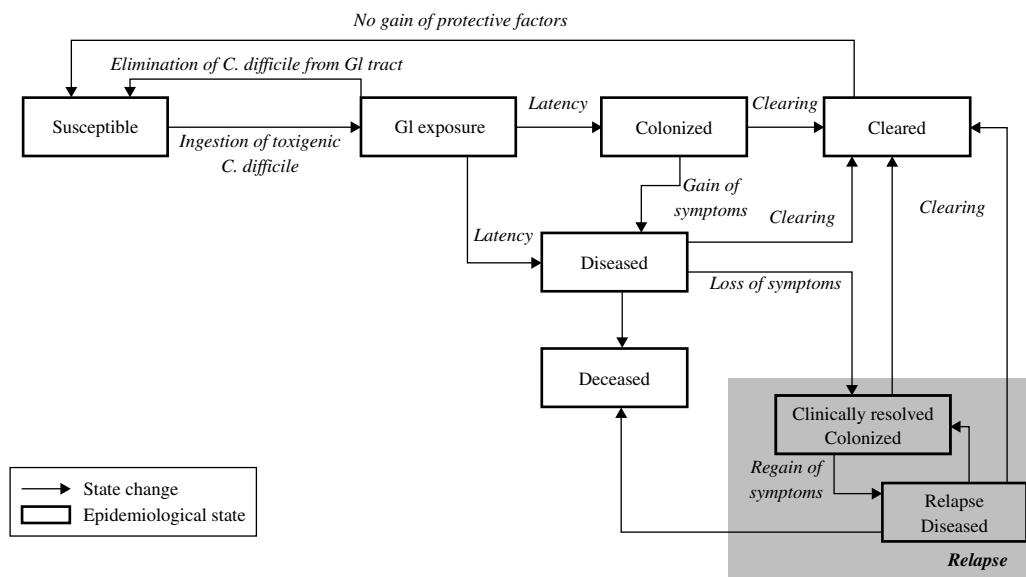 No gain of protective factors
Elimination of C. difficile from Gl tract
Susceptible
Ingestion of toxigenic
C. difficile
Gl exposure
Latency
Colonized
Clearing
Cleared
Gain of
symptoms
Clearing
Clearing
Latency
Diseased
Loss of symptoms
Deceased
Clinically resolved
Colonized
Regain of
symptoms
Relapse
Diseased
Relapse
State change
Epidemiological state